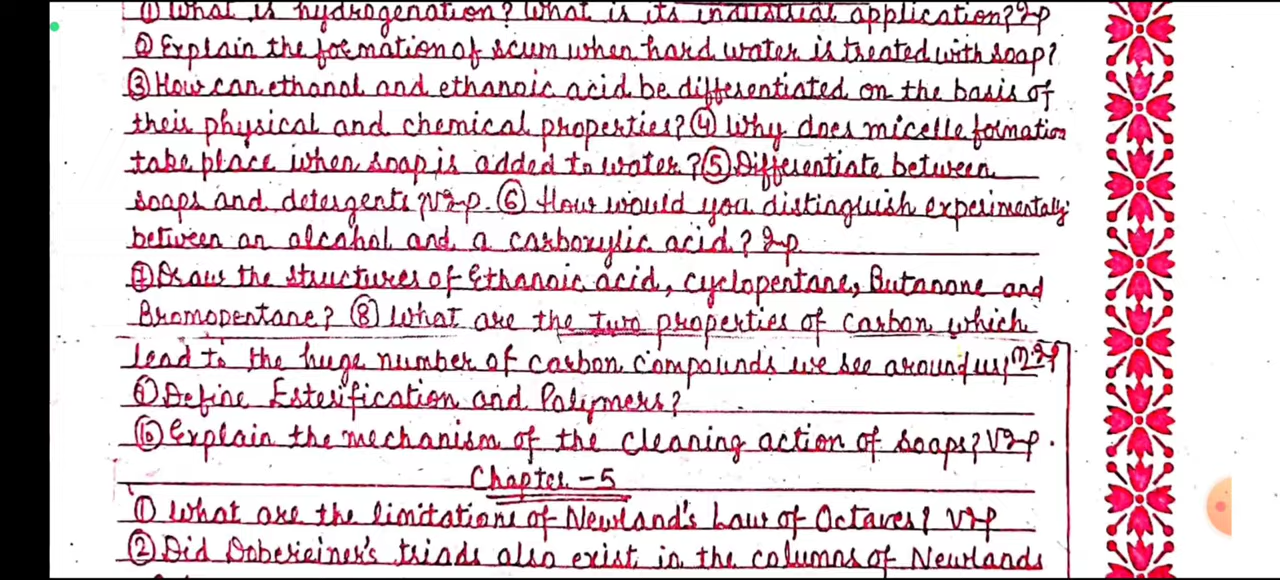 ① What is hydrogenation? What is its industrial application? 2p
② Explain the formation of scum when hard water is treated with soap?
③ How can ethanol and ethanoic acid be differentiated on the basis of
their physical and chemical properties? ④ Why does micelle formation
take place when soap is added to water? ⑤ Differentiate between
soaps and detergents ⑥ How would you distinguish experimentally
between an alcohol and a carboxylic acid? 2p
⑦ Draw the structures of Ethanoic acid, cyclopentane, Butanone and
Bromopentane? ⑧ What are the two properties of carbon which
lead to the huge number of carbon compounds we see around us?
Define Esterification and Polymers?
Explain the mechanism of the cleaning action of soaps?
Chapter - 5
① What are the limitations of Newland's Law of Octaves?
② Did Dobereiner's triads also exist in the columns of Newlands